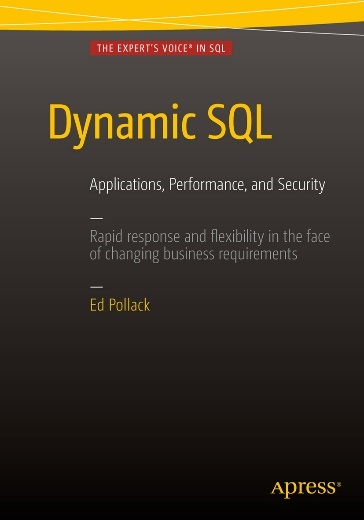 THE EXPERT'S VOICE® IN SQL
Dynamic SQL
Applications, Performance, and Security
—
Rapid response and flexibility in the face
of changing business requirements
—
Ed Pollack
Apress®